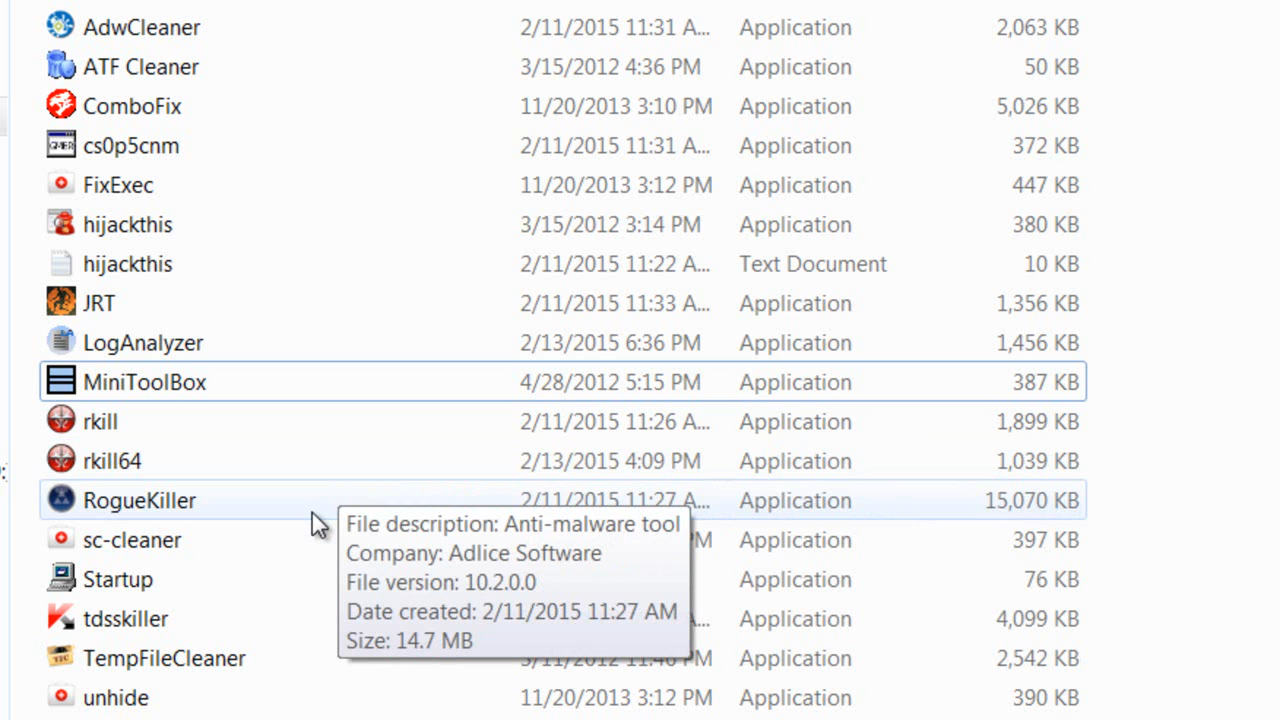 AdwCleaner 2/11/2015 11:31 A... Application 2,063 KB
ATF Cleaner 3/15/2012 4:36 PM Application 50 KB
ComboFix 11/20/2013 3:10 PM Application 5,026 KB
GMER cs0p5cnm 2/11/2015 11:31 A... Application 372 KB
FixExec 11/20/2013 3:12 PM Application 447 KB
hijackthis 3/15/2012 3:14 PM Application 380 KB
hijackthis 2/11/2015 11:22 A... Text Document 10 KB
JRT 2/11/2015 11:33 A... Application 1,356 KB
LogAnalyzer 2/13/2015 6:36 PM Application 1,456 KB
MiniToolBox 4/28/2012 5:15 PM Application 387 KB
rkill 2/11/2015 11:26 A... Application 1,899 KB
rkill64 2/13/2015 4:09 PM Application 1,039 KB
RogueKiller 2/11/2015 11:27 A... Application 15,070 KB
File description: Anti-malware tool
Company: Adlice Software
File version: 10.2.0.0
Date created: 2/11/2015 11:27 AM
Size: 14.7 MB
sc-cleaner PM Application 397 KB
Startup Application 76 KB
tdsskiller Application 4,099 KB
TempFileCleaner 3/11/2012 11:46 PM Application 2,542 KB
unhide 11/20/2013 3:12 PM Application 390 KB